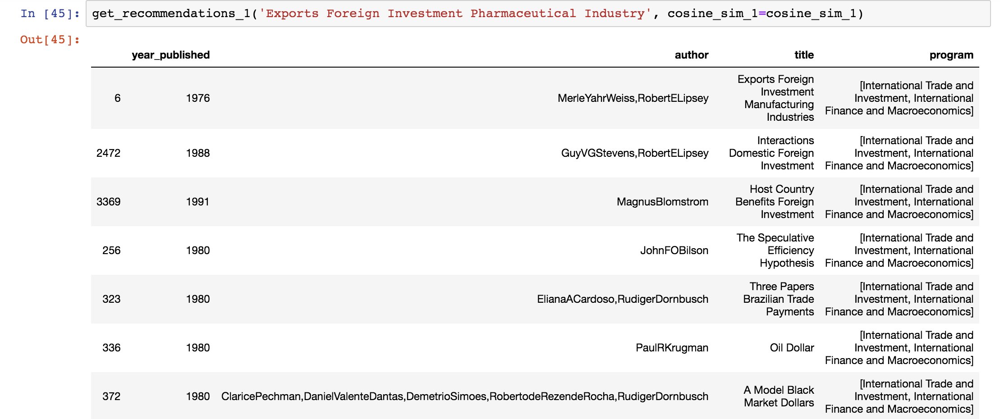 In [45]: get_recommendations_1('Exports Foreign Investment Pharmaceutical Industry', cosine_sim_1=cosine_sim_1)
Out[45]:
year_published author title program
6 1976 MerleYahrWeiss,RobertELipsey Exports Foreign Investment Manufacturing Industries [International Trade and Investment, International Finance and Macroeconomics]
2472 1988 GuyVGStevens,RobertELipsey Interactions Domestic Foreign Investment [International Trade and Investment, International Finance and Macroeconomics]
3369 1991 MagnusBlomstrom Host Country Benefits Foreign Investment [International Trade and Investment, International Finance and Macroeconomics]
256 1980 JohnFOBilson The Speculative Efficiency Hypothesis [International Trade and Investment, International Finance and Macroeconomics]
323 1980 ElianaACardoso,RudigerDornbusch Three Papers Brazilian Trade Payments [International Trade and Investment, International Finance and Macroeconomics]
336 1980 PaulRKrugman Oil Dollar [International Trade and Investment, International Finance and Macroeconomics]
372 1980 ClaricePechman,DanielValenteDantas,DemetrioSimoes,RobertodeRezendeRocha,RudigerDornbusch A Model Black Market Dollars [International Trade and Investment, International Finance and Macroeconomics]